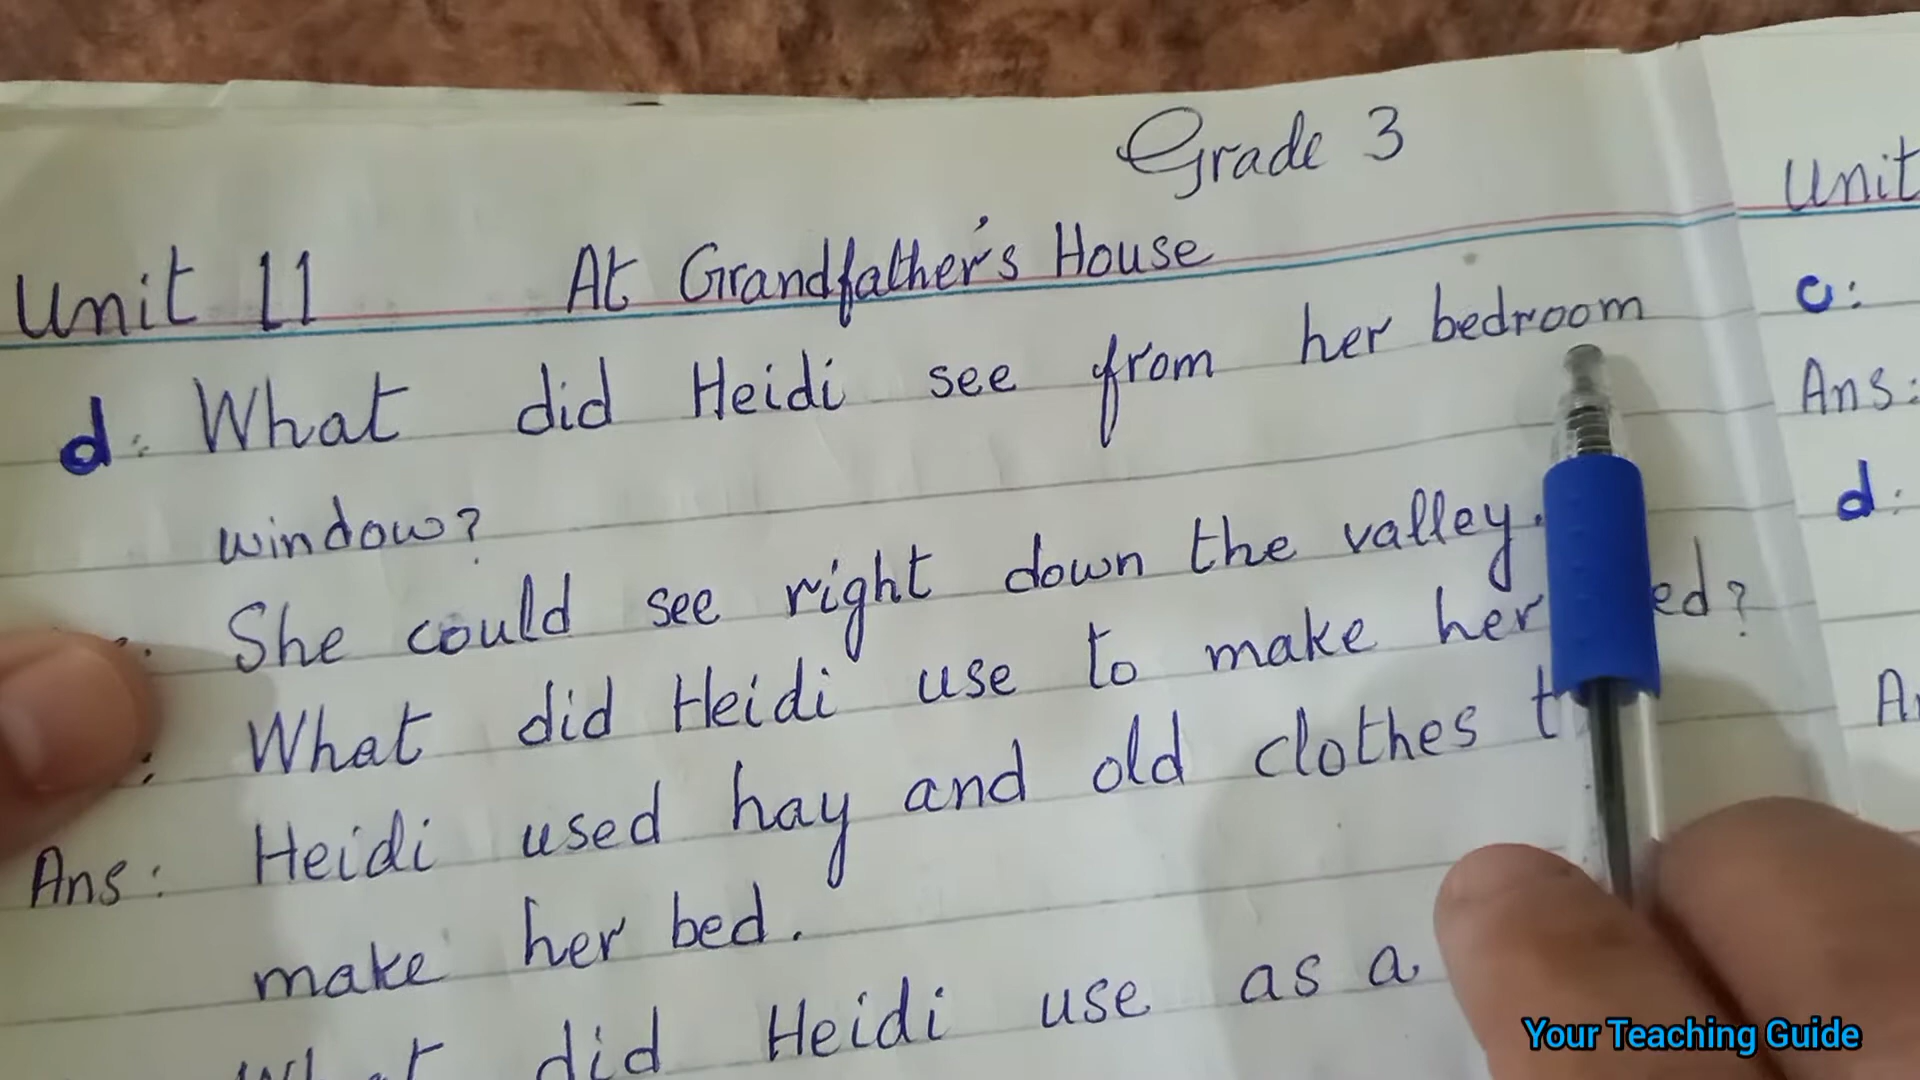 Grade 3
Unit 11 At Grandfather's House
d: What did Heidi see from her bedroom
window?
She could see right down the valley.
What did Heidi use to make her
Heidi used hay and old clothes
Ans:
make her bed.
did Heidi use as a
Unit
c:
Ans:
d:
Your Teaching Guide